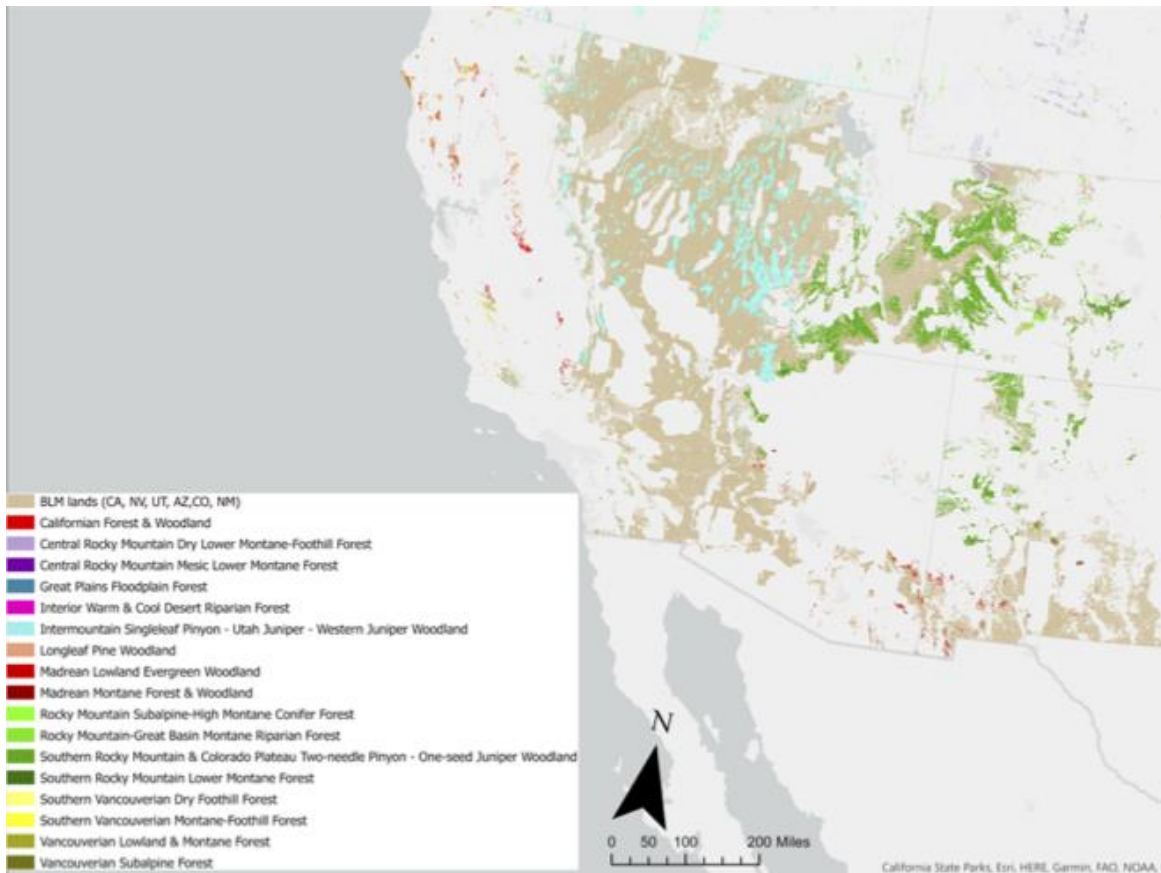 BLM lands (CA, NV, UT, AZ,CO, NM)
Californian Forest & Woodland
Central Rocky Mountain Dry Lower Montane-Foothill Forest
Central Rocky Mountain Mesic Lower Montane Forest
Great Plains Floodplain Forest
Interior Warm & Cool Desert Riparian Forest
Intermountain Singleleaf Pinyon - Utah Juniper - Western Juniper Woodland
Longleaf Pine Woodland
Madrean Lowland Evergreen Woodland
Madrean Montane Forest & Woodland
Rocky Mountain Subalpine-High Montane Conifer Forest
Rocky Mountain-Great Basin Montane Riparian Forest
Southern Rocky Mountain & Colorado Plateau Two-needle Pinyon - One-seed Juniper Woodland
Southern Rocky Mountain Lower Montane Forest
Southern Vancouverian Dry Foothill Forest
Southern Vancouverian Montane-Foothill Forest
Vancouverian Lowland & Montane Forest
Vancouverian Subalpine Forest
N
0 50 100 200 Miles
California State Parks, Esri, HERE, Garmin, FAO, NOAA,